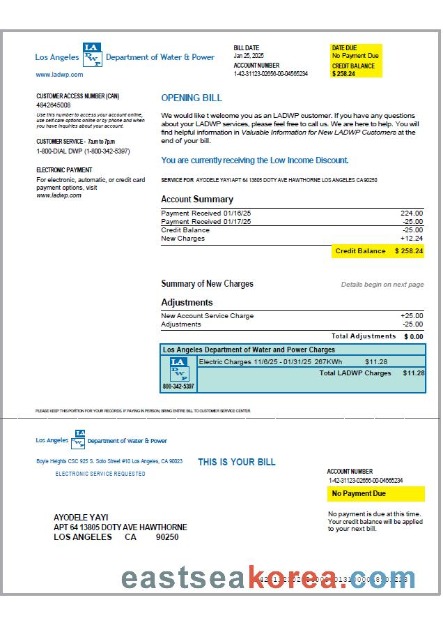 Los Angeles LA DWP Department of Water & Power
www.ladwp.com
BILL DATE
Jan 25, 2025
ACCOUNT NUMBER
1-42-31123-02656-00-04565234
DATE DUE
No Payment Due
CREDIT BALANCE
$ 258.24
CUSTOMER ACCESS NUMBER (CAN)
4842645008
Use this number to access your account online,
use self care options online or by phone and when
you have inquiries about your account.
CUSTOMER SERVICE - 7am to 7pm
1-800-DIAL DWP (1-800-342-5397)
ELECTRONIC PAYMENT
For electronic, automatic, or credit card
payment options, visit
www.ladwp.com
OPENING BILL
We would like t welcome you as an LADWP customer. If you have any questions
about your LADWP services, please feel free to call us. We are here to help. You will
find helpful information in Valuable Information for New LADWP Customers at the
end of your bill.
You are currently receiving the Low Income Discount.
SERVICE FOR AYODELE YAYI APT 64 13805 DOTY AVE HAWTHORNE LOS ANGELES CA 90250
Account Summary
Payment Received 01/16/25 224.00
Payment Received 01/17/25 -25.00
Credit Balance -25.00
New Charges +12.24
Credit Balance $ 258.24
Summary of New Charges Details begin on next page
Adjustments
New Account Service Charge +25.00
Adjustments -25.00
Total Adjustments $ 0.00
Los Angeles Department of Water and Power Charges
LA DWP
800-342-5397
Electric Charges 11/6/25 - 01/31/25 267KWh $11.28
Total LADWP Charges $11.28
PLEASE KEEP THIS PORTION FOR YOUR RECORDS, IF PAYING IN PERSON, BRING ENTIRE BILL TO CUSTOMER SERVICE CENTER
Los Angeles LA DWP Department of Water & Power
Boyle Heights CSC 925 S. Soto Street #10 Los Angeles, CA 90023
ELECTRONIC SERVICE REQUESTED
THIS IS YOUR BILL
ACCOUNT NUMBER
1-42-31123-02656-00-04565234
No Payment Due
No payment is due at this time.
Your credit balance will be applied
to your next bill.
AYODELE YAYI
APT 64 13805 DOTY AVE HAWTHORNE
LOS ANGELES CA 90250
eastseakorea.com